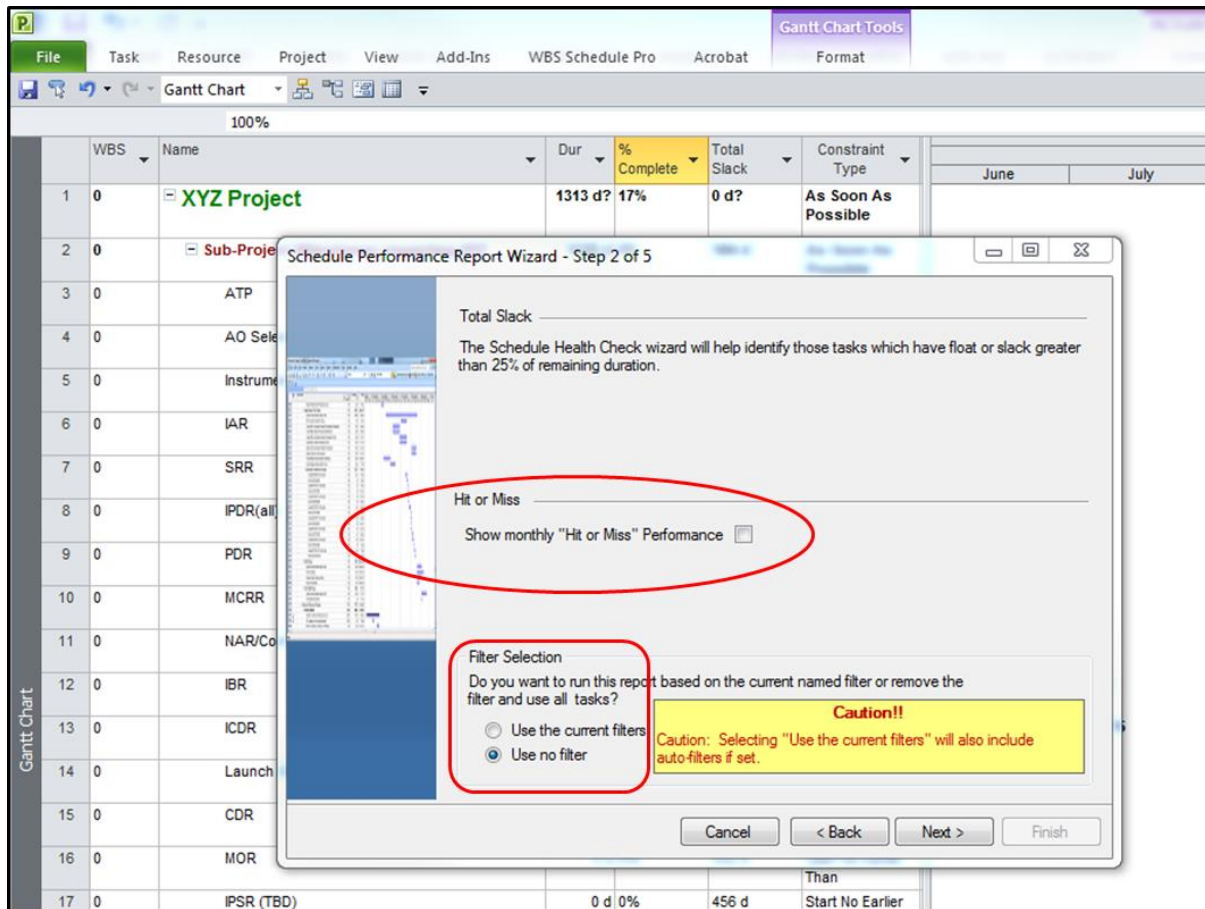 Gantt Chart Tools
File Task Resource Project View Add-Ins WBS Schedule Pro Acrobat Format
Gantt Chart
100%
WBS Name Dur % Complete Total Slack Constraint Type
June July
1 0 XYZ Project 1313 d? 17% 0 d? As Soon As Possible
2 0 Sub-Proje
Schedule Performance Report Wizard - Step 2 of 5
3 0 ATP
Total Slack
4 0 AO Sele
The Schedule Health Check wizard will help identify those tasks which have float or slack greater
than 25% of remaining duration.
5 0 Instrume
6 0 IAR
7 0 SRR
8 0 IPDR(all)
Hit or Miss
Show monthly "Hit or Miss" Performance
9 0 PDR
10 0 MCRR
11 0 NAR/Co
Filter Selection
12 0 IBR
Do you want to run this report based on the current named filter or remove the
filter and use all tasks?
Caution!!
13 0 ICDR
Use the current filters
Caution: Selecting "Use the current filters" will also include
auto-filters if set.
Use no filter
14 0 Launch
15 0 CDR
Cancel < Back Next > Finish
16 0 MOR
Than
17 0 IPSR (TBD) 0 d 0% 456 d Start No Earlier
Gantt Chart